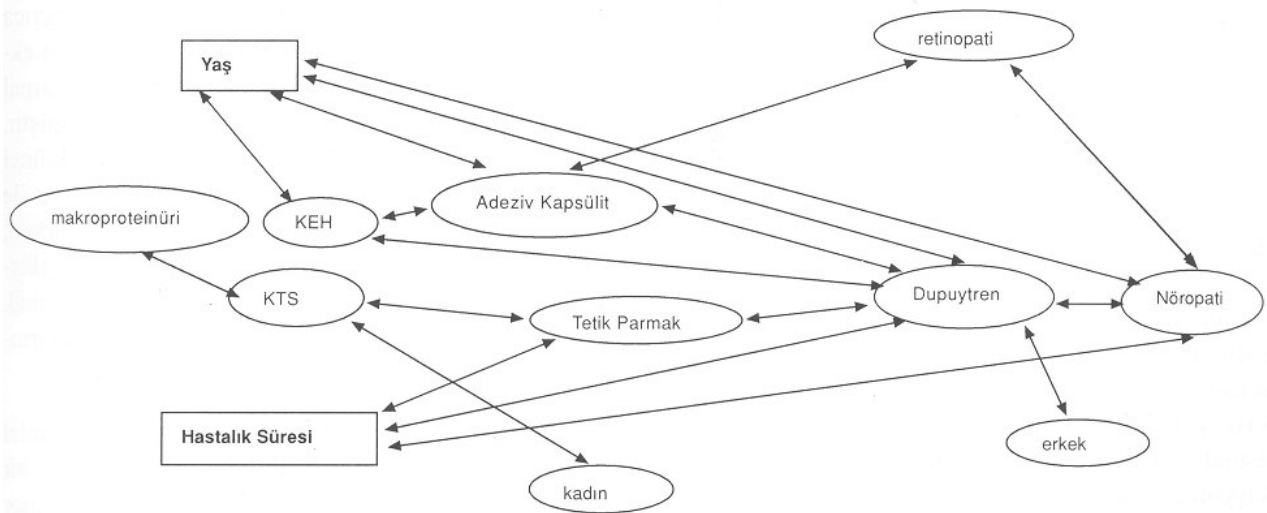 retinopati
Yaş
Adeziv Kapsülit
makroproteinüri
KEH
KTS
Dupuytren
Nöropati
Tetik Parmak
Hastalık Süresi
erkek
kadın